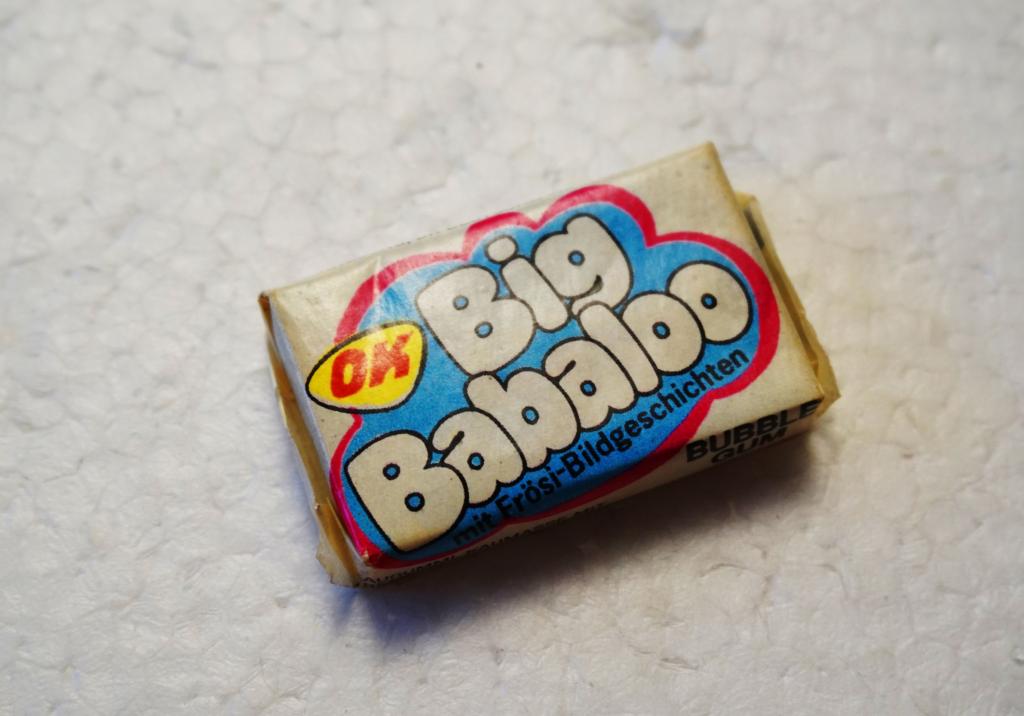 OK
Big
Babaloo
mit Frösi-Bildgeschichten
BUBBLE
GUM